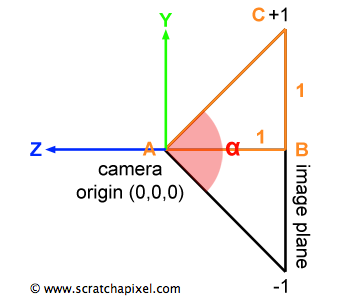 Y
C +1
1
Z
A
1
α
B
camera
origin (0,0,0)
image plane
-1
© www.scratchapixel.com